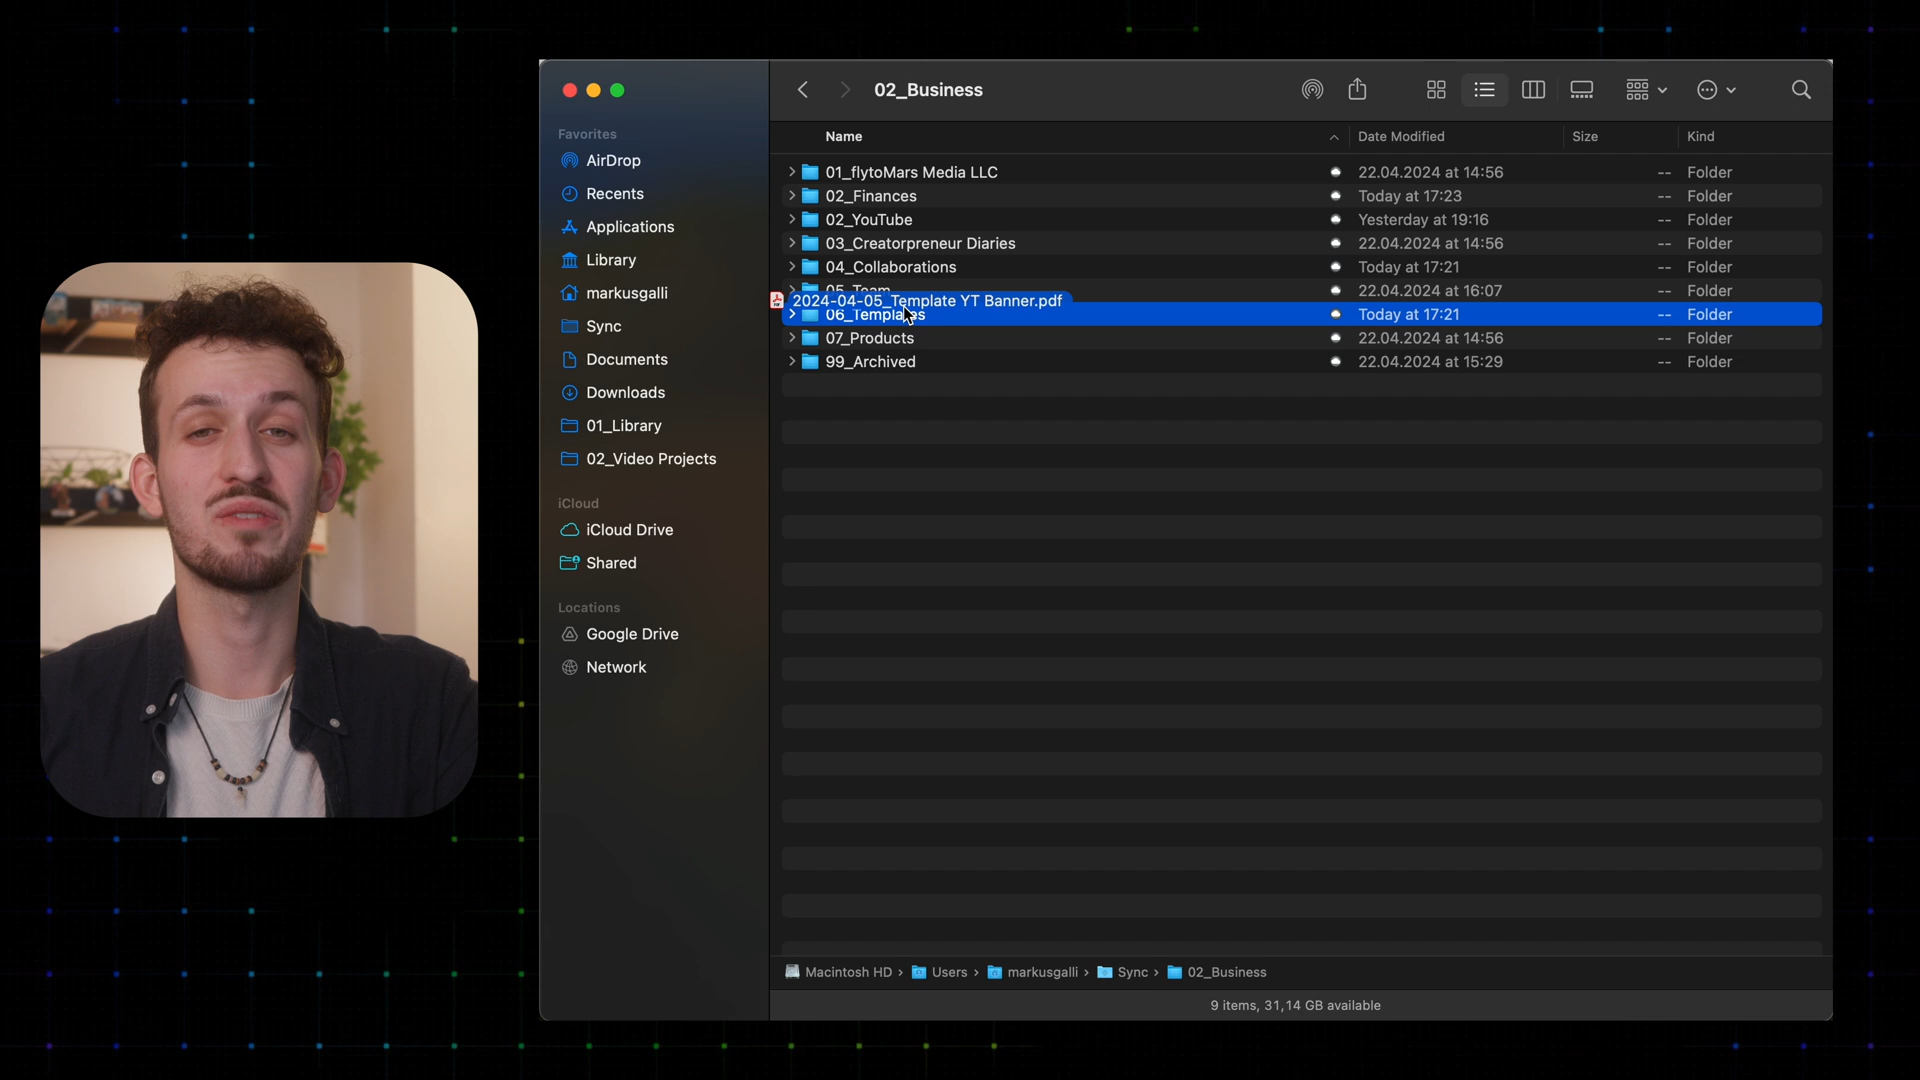 02_Business
Favorites
AirDrop
Recents
Applications
Library
markusgalli
Sync
Documents
Downloads
01_Library
02_Video Projects
iCloud
iCloud Drive
Shared
Locations
Google Drive
Network
Name Date Modified Size Kind
01_flytoMars Media LLC 22.04.2024 at 14:56 -- Folder
02_Finances Today at 17:23 -- Folder
02_YouTube Yesterday at 19:16 -- Folder
03_Creatorpreneur Diaries 22.04.2024 at 14:56 -- Folder
04_Collaborations Today at 17:21 -- Folder
05_Team 22.04.2024 at 16:07 -- Folder
2024-04-05_Template YT Banner.pdf
06_Templates Today at 17:21 -- Folder
07_Products 22.04.2024 at 14:56 -- Folder
99_Archived 22.04.2024 at 15:29 -- Folder
Macintosh HD › Users › markusgalli › Sync › 02_Business
9 items, 31,14 GB available